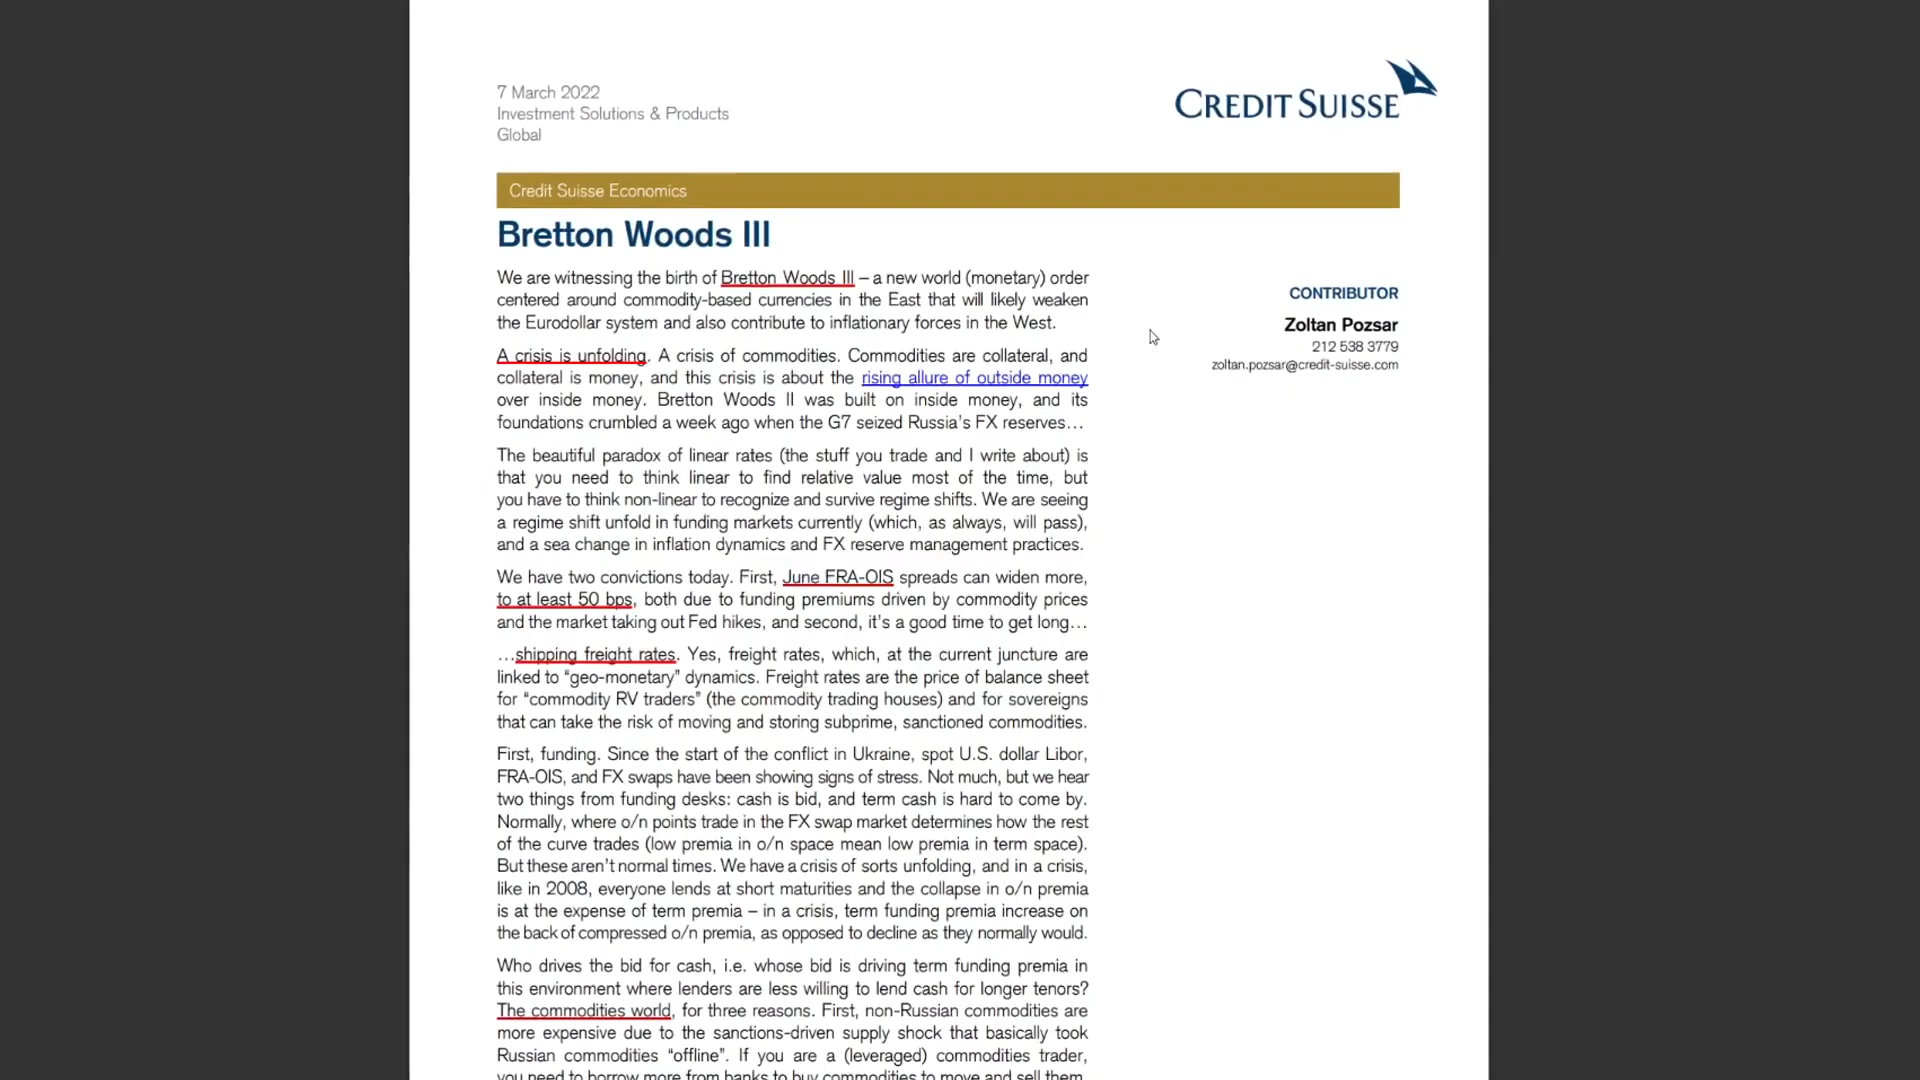 7 March 2022
Investment Solutions & Products
Global
CREDIT SUISSE
Credit Suisse Economics
Bretton Woods III
We are witnessing the birth of Bretton Woods III – a new world (monetary) order
centered around commodity-based currencies in the East that will likely weaken
the Eurodollar system and also contribute to inflationary forces in the West.
A crisis is unfolding. A crisis of commodities. Commodities are collateral, and
collateral is money, and this crisis is about the rising allure of outside money
over inside money. Bretton Woods II was built on inside money, and its
foundations crumbled a week ago when the G7 seized Russia's FX reserves…
The beautiful paradox of linear rates (the stuff you trade and I write about) is
that you need to think linear to find relative value most of the time, but
you have to think non-linear to recognize and survive regime shifts. We are seeing
a regime shift unfold in funding markets currently (which, as always, will pass),
and a sea change in inflation dynamics and FX reserve management practices.
We have two convictions today. First, June FRA-OIS spreads can widen more,
to at least 50 bps, both due to funding premiums driven by commodity prices
and the market taking out Fed hikes, and second, it's a good time to get long…
…shipping freight rates. Yes, freight rates, which, at the current juncture are
linked to "geo-monetary" dynamics. Freight rates are the price of balance sheet
for "commodity RV traders" (the commodity trading houses) and for sovereigns
that can take the risk of moving and storing subprime, sanctioned commodities.
First, funding. Since the start of the conflict in Ukraine, spot U.S. dollar Libor,
FRA-OIS, and FX swaps have been showing signs of stress. Not much, but we hear
two things from funding desks: cash is bid, and term cash is hard to come by.
Normally, where o/n points trade in the FX swap market determines how the rest
of the curve trades (low premia in o/n space mean low premia in term space).
But these aren't normal times. We have a crisis of sorts unfolding, and in a crisis,
like in 2008, everyone lends at short maturities and the collapse in o/n premia
is at the expense of term premia – in a crisis, term funding premia increase on
the back of compressed o/n premia, as opposed to decline as they normally would.
Who drives the bid for cash, i.e. whose bid is driving term funding premia in
this environment where lenders are less willing to lend cash for longer tenors?
The commodities world, for three reasons. First, non-Russian commodities are
more expensive due to the sanctions-driven supply shock that basically took
Russian commodities "offline". If you are a (leveraged) commodities trader,
you need to borrow more from banks to buy commodities to move and sell them.
CONTRIBUTOR
Zoltan Pozsar
212 538 3779
zoltan.pozsar@credit-suisse.com